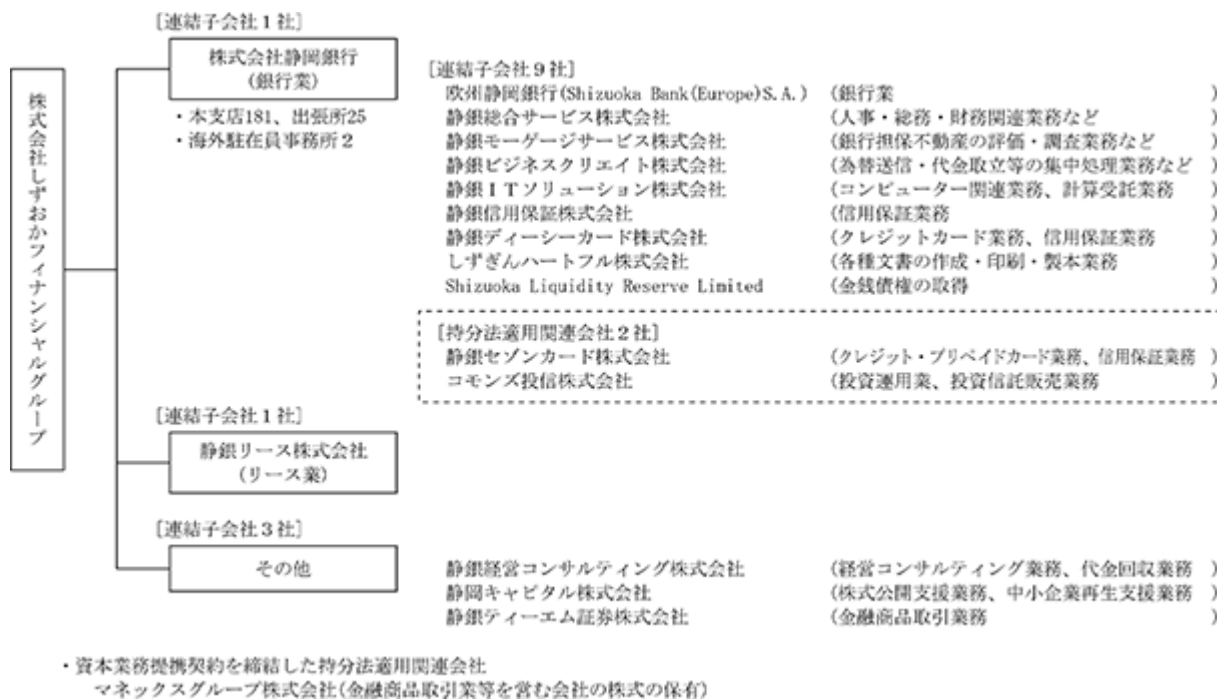 [連結子会社1社]
株式会社しずおかフィナンシャルグループ
株式会社静岡銀行
(銀行業)
・本支店181、出張所25
・海外駐在員事務所2
[連結子会社9社]
欧州静岡銀行(Shizuoka Bank(Europe)S.A.) (銀行業)
静銀総合サービス株式会社 (人事・総務・財務関連業務など)
静銀モーゲージサービス株式会社 (銀行担保不動産の評価・調査業務など)
静銀ビジネスクリエイト株式会社 (為替送信・代金取立等の集中処理業務など)
静銀ITソリューション株式会社 (コンピューター関連業務、計算受託業務)
静銀信用保証株式会社 (信用保証業務)
静銀ディーシーカード株式会社 (クレジットカード業務、信用保証業務)
しずぎんハートフル株式会社 (各種文書の作成・印刷・製本業務)
Shizuoka Liquidity Reserve Limited (金銭債権の取得)
[持分法適用関連会社2社]
静銀セゾンカード株式会社 (クレジット・プリペイドカード業務、信用保証業務)
コモンズ投信株式会社 (投資運用業、投資信託販売業務)
[連結子会社1社]
静銀リース株式会社
(リース業)
[連結子会社3社]
その他
静銀経営コンサルティング株式会社 (経営コンサルティング業務、代金回収業務)
静岡キャピタル株式会社 (株式公開支援業務、中小企業再生支援業務)
静銀ティーエム証券株式会社 (金融商品取引業務)
・資本業務提携契約を締結した持分法適用関連会社
マネックスグループ株式会社(金融商品取引業等を営む会社の株式の保有)